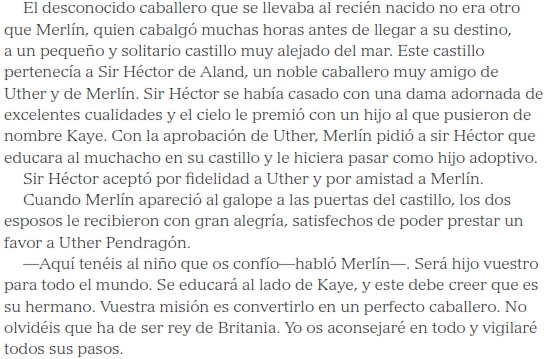 El desconocido caballero que se llevaba al recién nacido no era otro
que Merlín, quien cabalgó muchas horas antes de llegar a su destino,
a un pequeño y solitario castillo muy alejado del mar. Este castillo
pertenecía a Sir Héctor de Aland, un noble caballero muy amigo de
Uther y de Merlín. Sir Héctor se había casado con una dama adornada de
excelentes cualidades y el cielo le premió con un hijo al que pusieron de
nombre Kaye. Con la aprobación de Uther, Merlín pidió a sir Héctor que
educara al muchacho en su castillo y le hiciera pasar como hijo adoptivo.
Sir Héctor aceptó por fidelidad a Uther y por amistad a Merlín.
Cuando Merlín apareció al galope a las puertas del castillo, los dos
esposos le recibieron con gran alegría, satisfechos de poder prestar un
favor a Uther Pendragón.
—Aquí tenéis al niño que os confío—habló Merlín—. Será hijo vuestro
para todo el mundo. Se educará al lado de Kaye, y este debe creer que es
su hermano. Vuestra misión es convertirlo en un perfecto caballero. No
olvidéis que ha de ser rey de Britania. Yo os aconsejaré en todo y vigilaré
todos sus pasos.